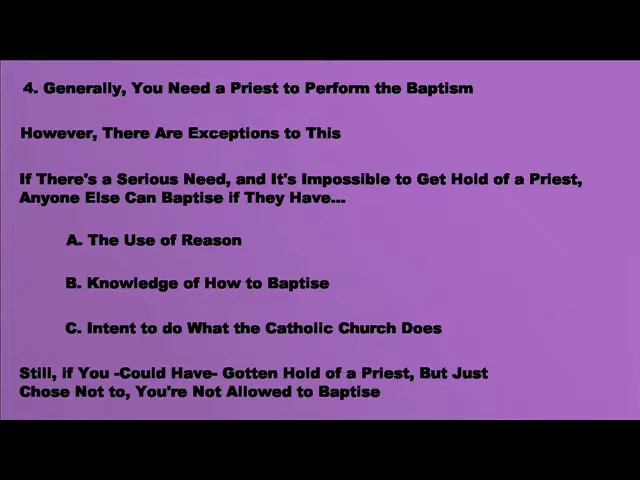 4. Generally, You Need a Priest to Perform the Baptism
However, There Are Exceptions to This
If There's a Serious Need, and It's Impossible to Get Hold of a Priest,
Anyone Else Can Baptise if They Have...
A. The Use of Reason
B. Knowledge of How to Baptise
C. Intent to do What the Catholic Church Does
Still, if You -Could Have- Gotten Hold of a Priest, But Just
Chose Not to, You're Not Allowed to Baptise